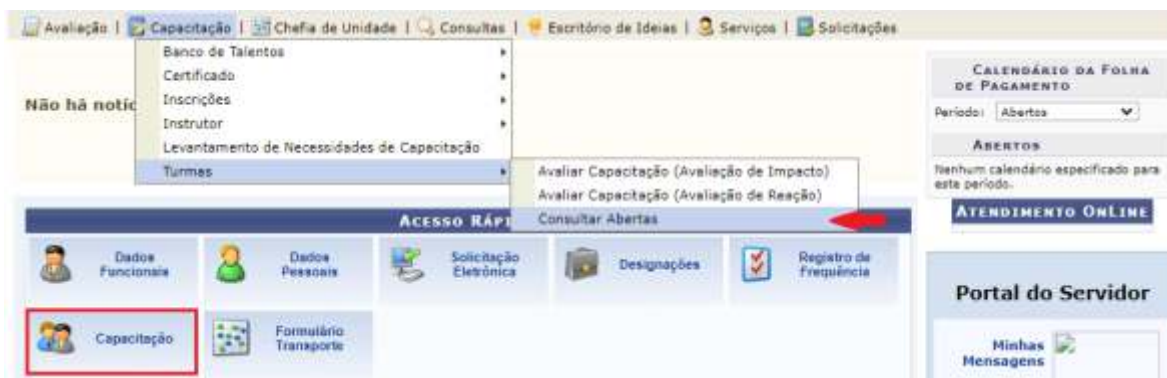 Avaliação | Capacitação | Chefia de Unidade | Consultas | Escritório de Ideias | Serviços | Solicitações
Banco de Talentos
Certificado
Inscrições
Instrutor
Levantamento de Necessidades de Capacitação
Turmas
Avaliar Capacitação (Avaliação de Impacto)
Avaliar Capacitação (Avaliação de Reação)
Consultar Abertas
Não há notíc
ACESSO RÁP
Dados
Funcionais
Dados
Pessoais
Solicitação
Eletrônica
Designações
Registro de
Frequência
Capacitação
Formulário
Transporte
CALENDÁRIO DA FOLHA
DE PAGAMENTO
Período: Abertos
ABERTOS
Nenhum calendário especificado para
este período.
ATENDIMENTO ONLINE
Portal do Servidor
Minhas
Mensagens